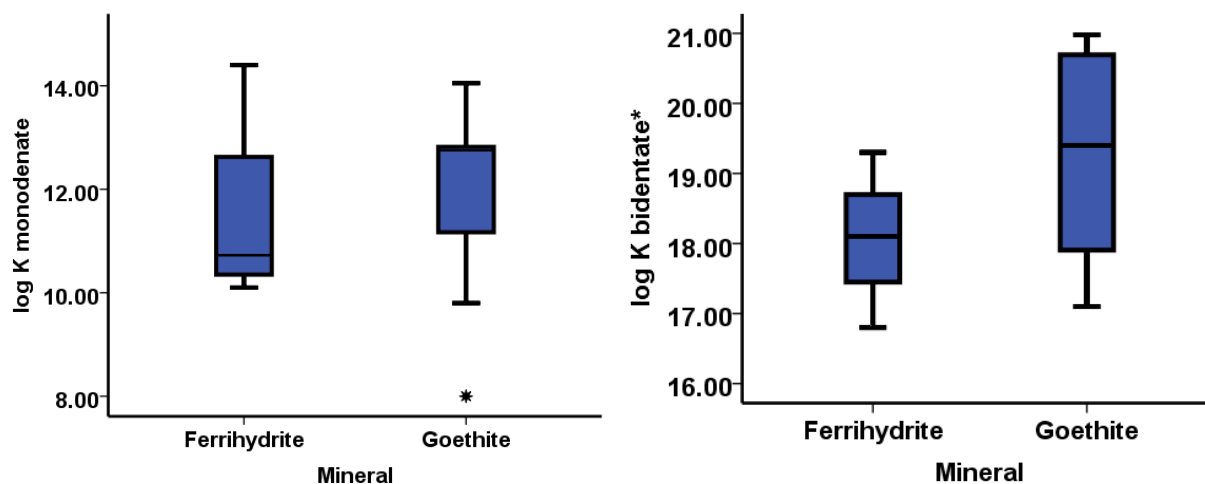 log K monodenate
14.00
12.00
10.00
8.00
Ferrihydrite
Goethite
Mineral
log K bidentate*
21.00
20.00
19.00
18.00
17.00
16.00
Ferrihydrite
Goethite
Mineral